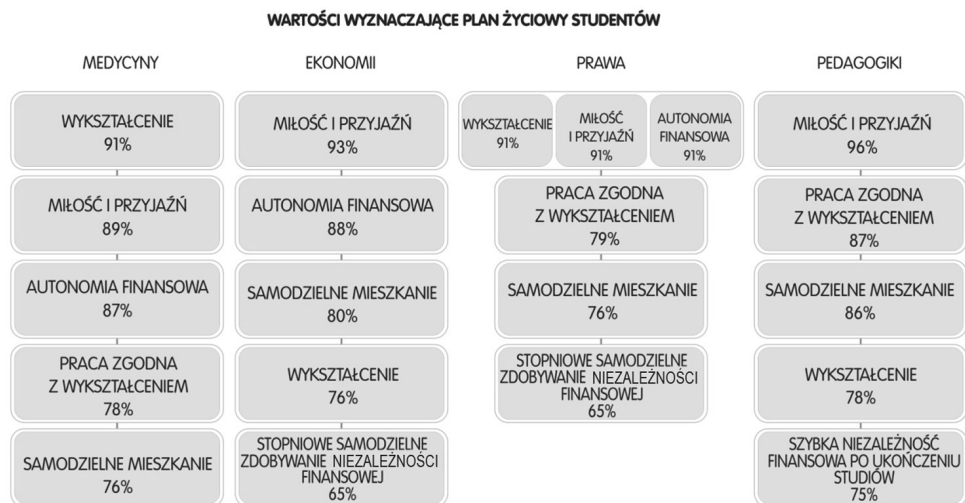 WARTOŚCI WYZNACZAJĄCE PLAN ŻYCIOWY STUDENTÓW
MEDYCYNY
WYKSZTAŁCENIE
91%
MIŁOŚĆ I PRZYJAŹŃ
89%
AUTONOMIA FINANSOWA
87%
PRACA ZGODNA
Z WYKSZTAŁCENIEM
78%
SAMODZIELNE MIESZKANIE
76%
EKONOMII
MIŁOŚĆ I PRZYJAŹŃ
93%
AUTONOMIA FINANSOWA
88%
SAMODZIELNE MIESZKANIE
80%
WYKSZTAŁCENIE
76%
STOPNIOWE SAMODZIELNE
ZDOBYWANIE NIEZALEŻNOŚCI
FINANSOWEJ
65%
PRAWA
WYKSZTAŁCENIE
91%
MIŁOŚĆ
I PRZYJAŹŃ
91%
AUTONOMIA
FINANSOWA
91%
PRACA ZGODNA
Z WYKSZTAŁCENIEM
79%
SAMODZIELNE MIESZKANIE
76%
STOPNIOWE SAMODZIELNE
ZDOBYWANIE NIEZALEŻNOŚCI
FINANSOWEJ
65%
PEDAGOGIKI
MIŁOŚĆ I PRZYJAŹŃ
96%
PRACA ZGODNA
Z WYKSZTAŁCENIEM
87%
SAMODZIELNE MIESZKANIE
86%
WYKSZTAŁCENIE
78%
SZYBKA NIEZALEŻNOŚĆ
FINANSOWA PO UKOŃCZENIU
STUDIÓW
75%